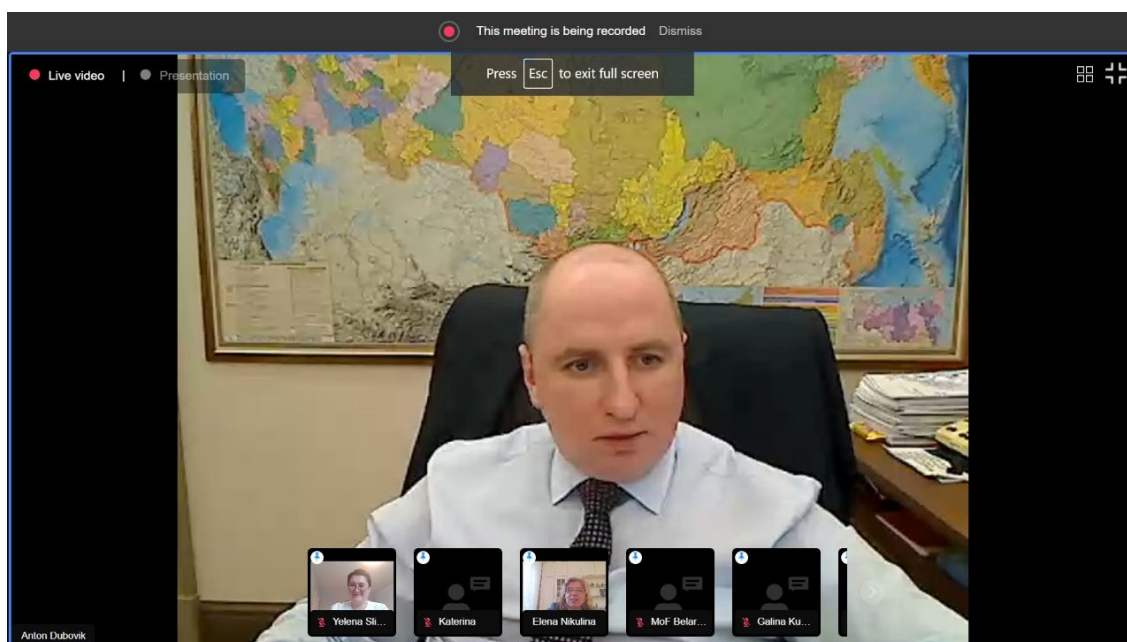 This meeting is being recorded Dismiss
Live video | Presentation
Press Esc to exit full screen
Yelena Sli...
Katerina
Elena Nikulina
MoF Belar...
Galina Ku...
Anton Dubovik